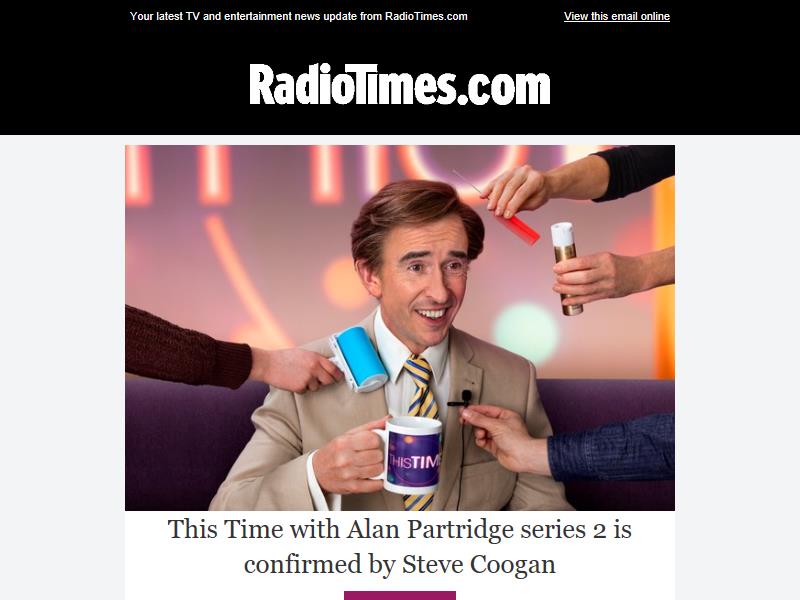 Your latest TV and entertainment news update from RadioTimes.com
View this email online
RadioTimes.com
THISTIM
This Time with Alan Partridge series 2 is
confirmed by Steve Coogan